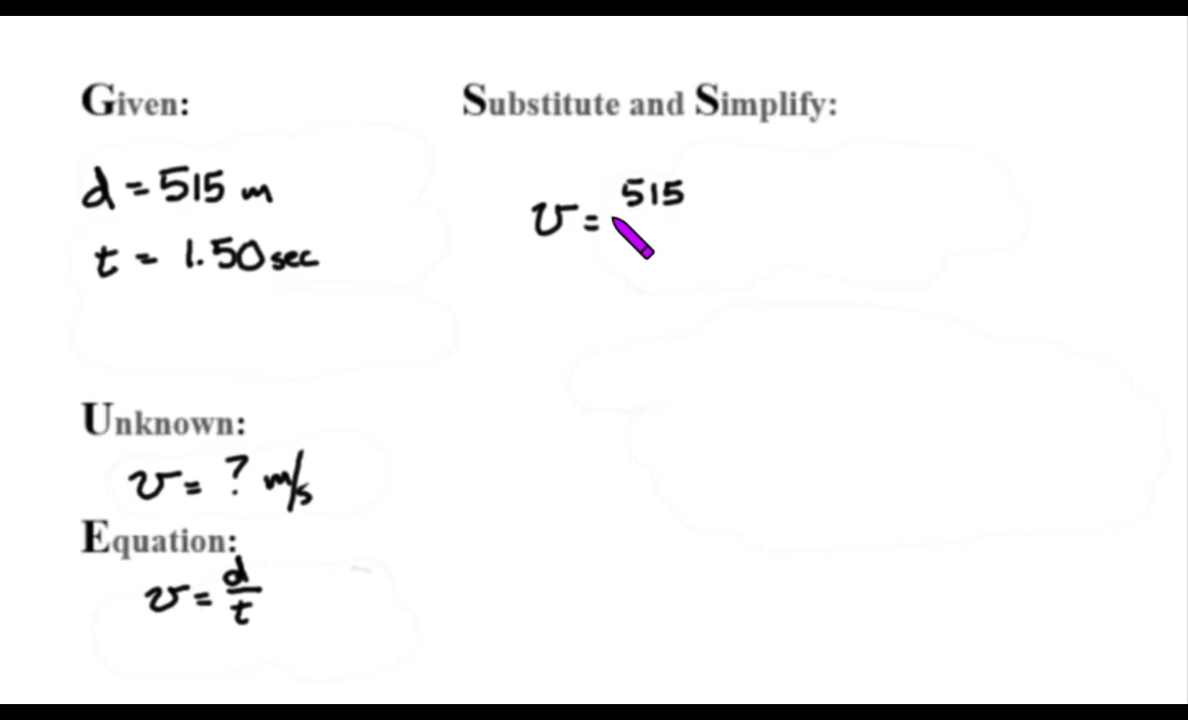 Given:
d = 515 m
t = 1.50 sec
Unknown:
v = ? m/s
Equation:
v = d/t
Substitute and Simplify:
v = 515